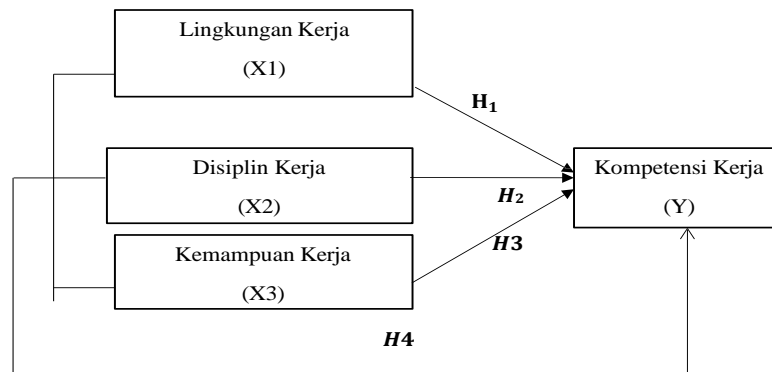 Lingkungan Kerja
(X1)
H₁
Disiplin Kerja
(X2)
H₂
Kompetensi Kerja
(Y)
Kemampuan Kerja
(X3)
H3
H4